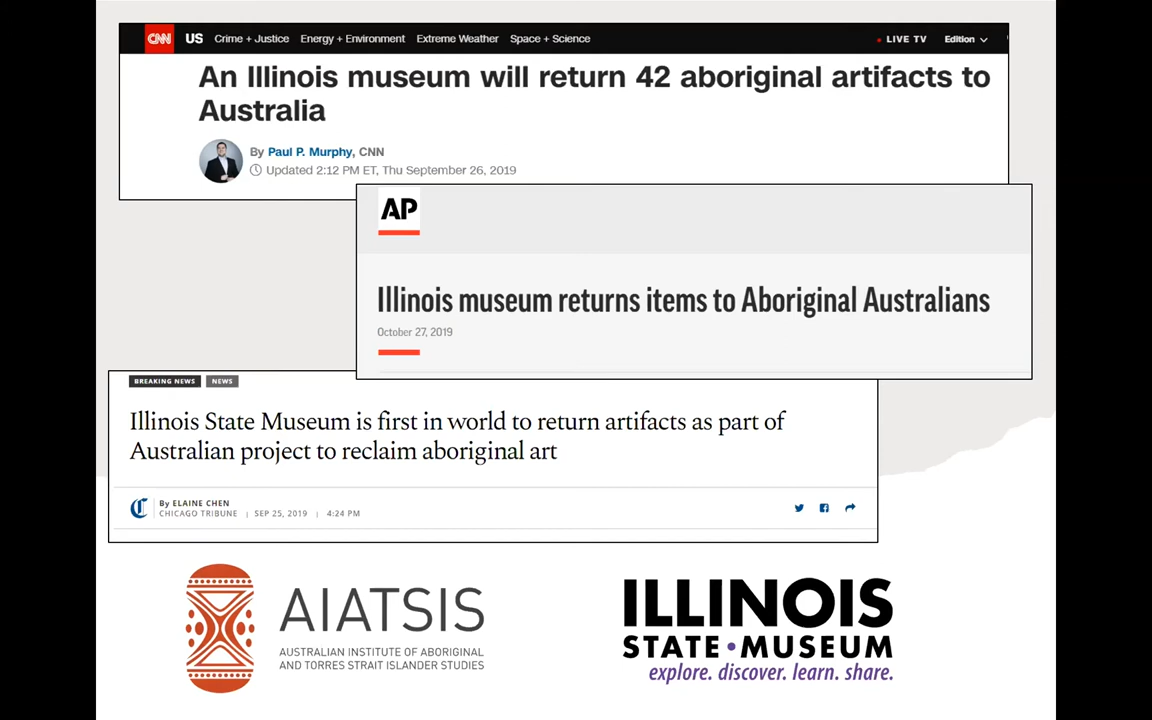 CNN US Crime + Justice Energy + Environment Extreme Weather Space + Science LIVE TV Edition
An Illinois museum will return 42 aboriginal artifacts to
Australia
By Paul P. Murphy, CNN
Updated 2:12 PM ET, Thu September 26, 2019
AP
Illinois museum returns items to Aboriginal Australians
October 27, 2019
BREAKING NEWS NEWS
Illinois State Museum is first in world to return artifacts as part of
Australian project to reclaim aboriginal art
By ELAINE CHEN
CHICAGO TRIBUNE | SEP 25, 2019 | 4:24 PM
AIATSIS
AUSTRALIAN INSTITUTE OF ABORIGINAL
AND TORRES STRAIT ISLANDER STUDIES
ILLINOIS
STATE•MUSEUM
explore. discover. learn. share.